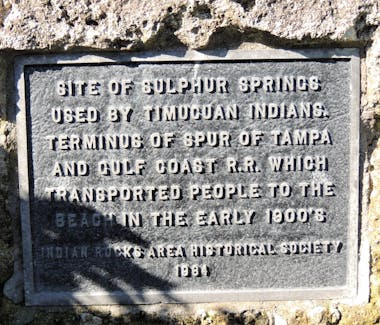 SITE OF SULPHUR SPRINGS
USED BY TIMUCUAN INDIANS.
TERMINUS OF SPUR OF TAMPA
AND GULF COAST R.R. WHICH
TRANSPORTED PEOPLE TO THE
BEACH IN THE EARLY 1900'S
INDIAN ROCKS AREA HISTORICAL SOCIETY
1984